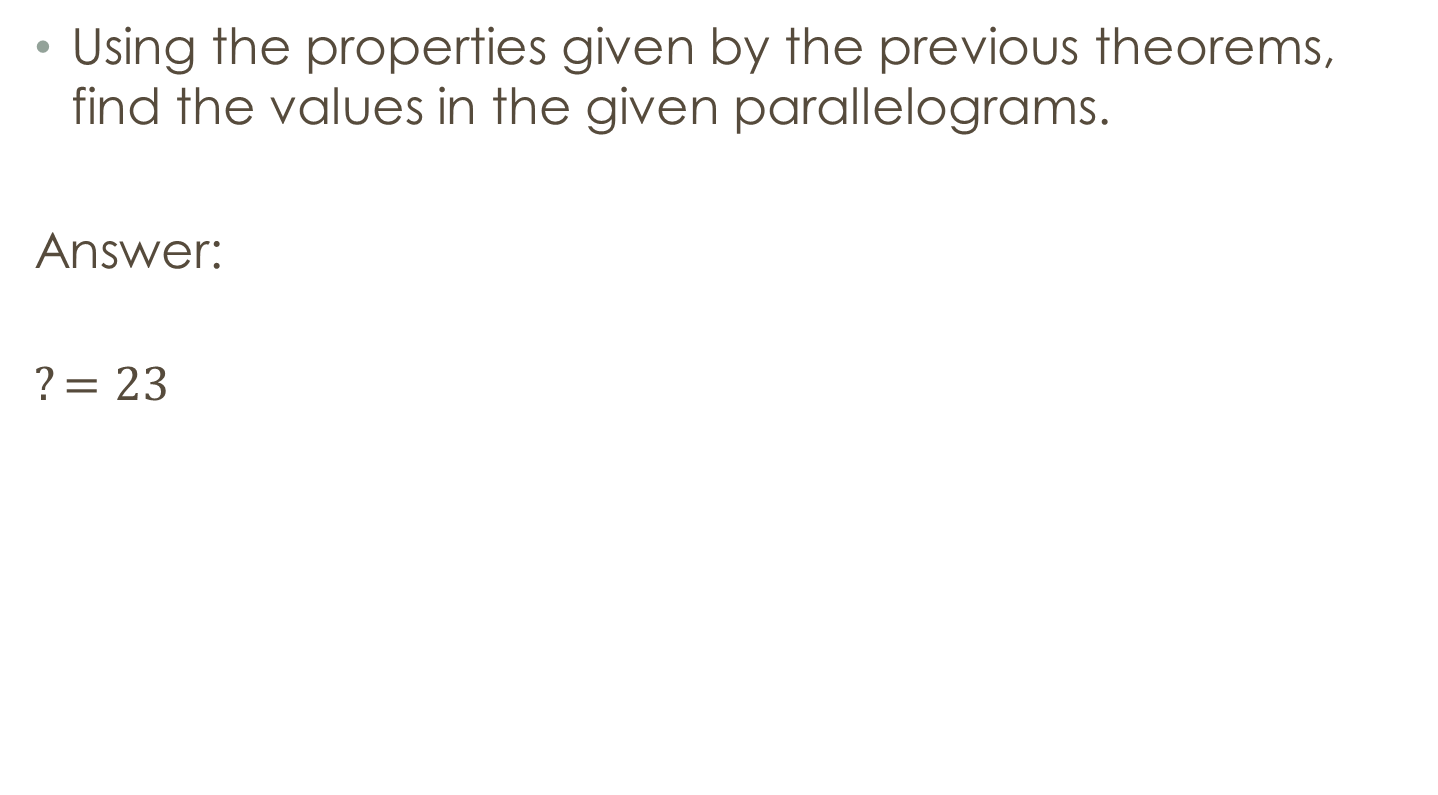 • Using the properties given by the previous theorems,
find the values in the given parallelograms.
Answer:
? = 23